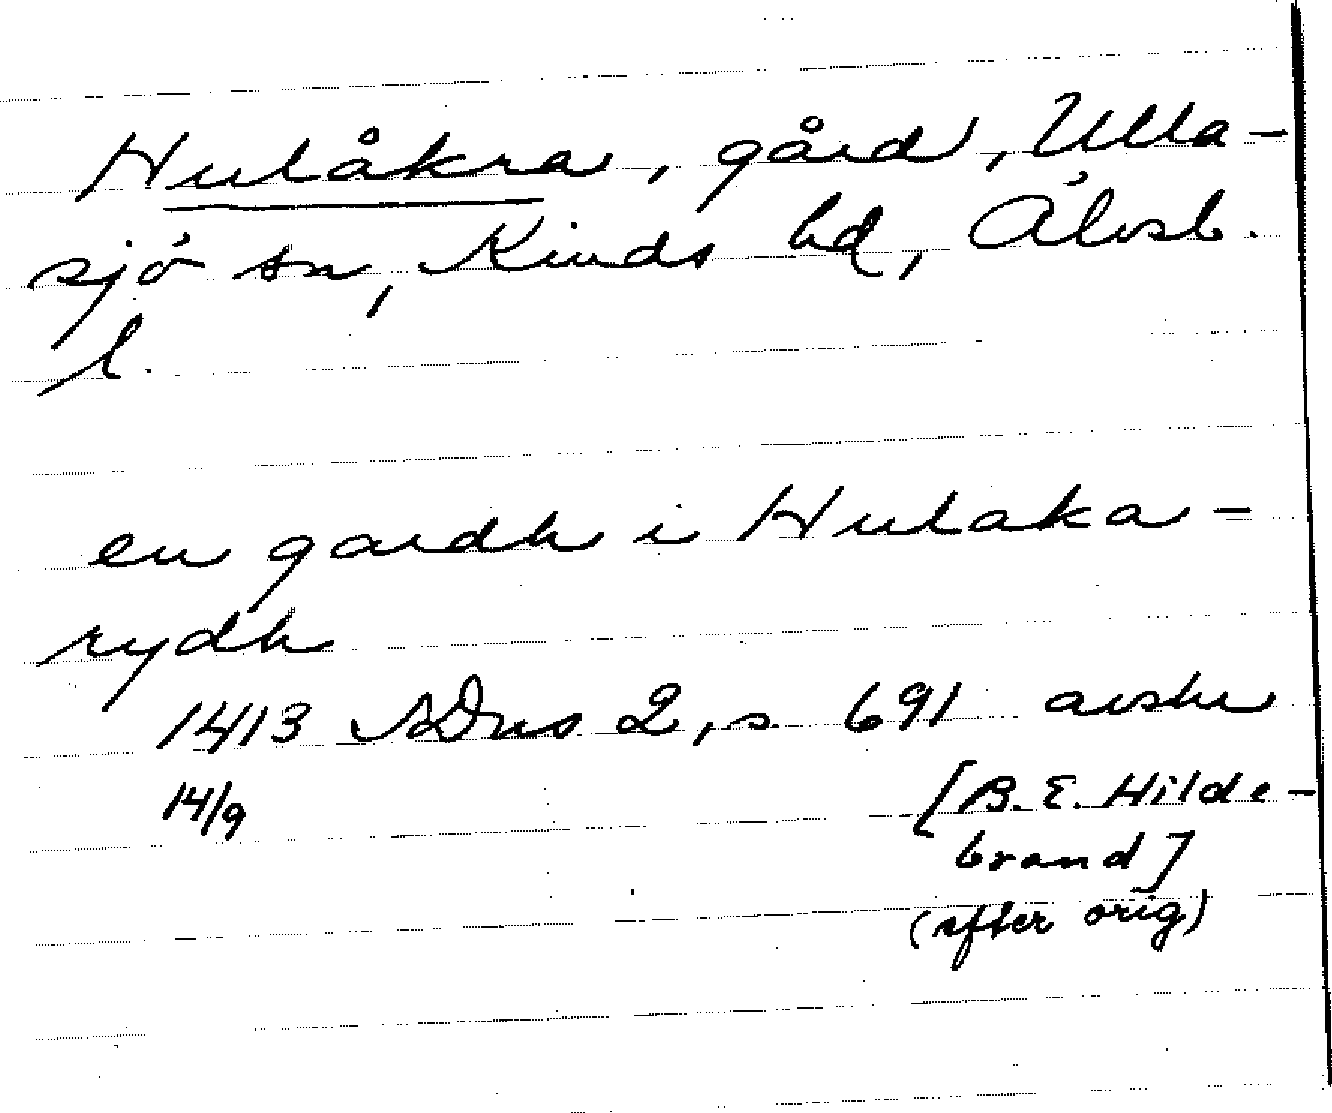 Hulåkra, gård, Ulla-
sjö sn, Kinds hd, Älvsb.
l.
en gardh i Hulaka-
rydh
1413 SDns 2, s. 691 avskr
14/9 [B. E. Hilde-
brand]
(efter orig)